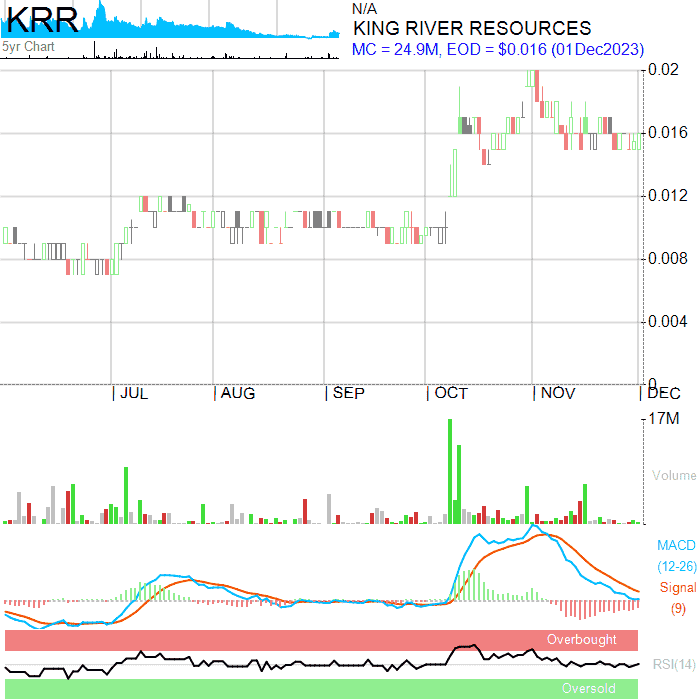 KRR
5yr Chart
N/A
KING RIVER RESOURCES
MC = 24.9M, EOD = $0.016 (01Dec2023)
0.02
0.016
0.012
0.008
0.004
0
JUL AUG SEP OCT NOV DEC
17M
Volume
MACD
(12-26)
Signal
(9)
Overbought
RSI(14)
Oversold